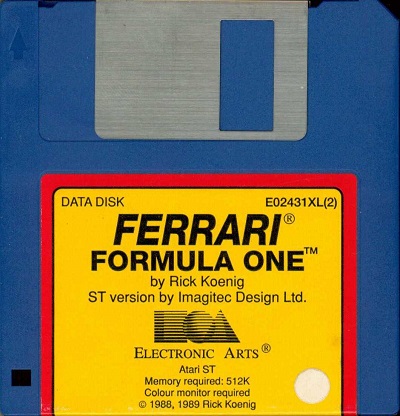 DATA DISK E02431XL(2)
FERRARI®
FORMULA ONE™
by Rick Koenig
ST version by Imagitec Design Ltd.
ELECTRONIC ARTS®
Atari ST
Memory required: 512K
Colour monitor required
© 1988, 1989 Rick Koenig